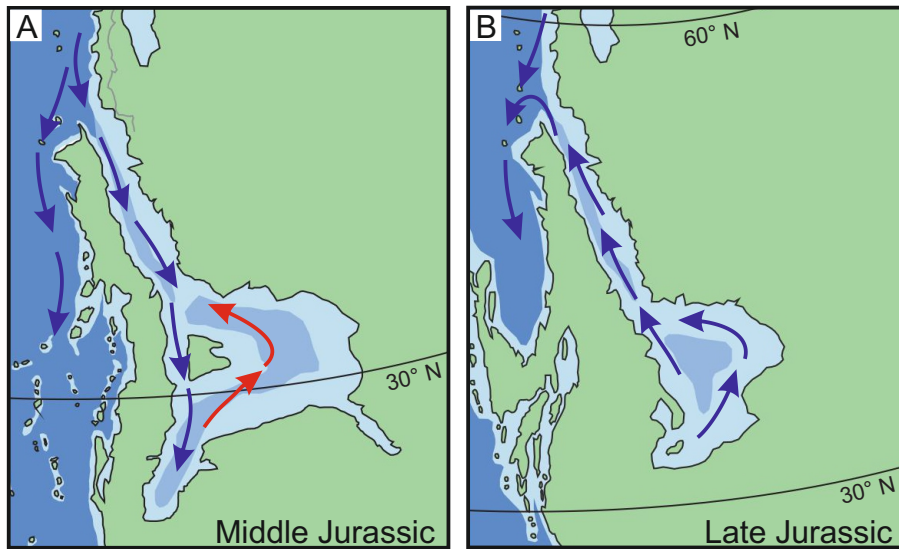 A
30° N
Middle Jurassic
B
60° N
30° N
Late Jurassic